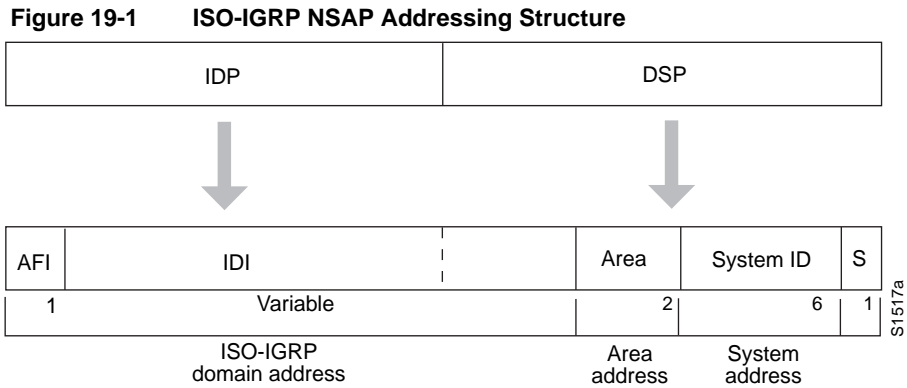 Figure 19-1 ISO-IGRP NSAP Addressing Structure
IDP DSP
AFI IDI Area System ID S
1 Variable 2 6 1
ISO-IGRP
domain address
Area
address
System
address
S1517a